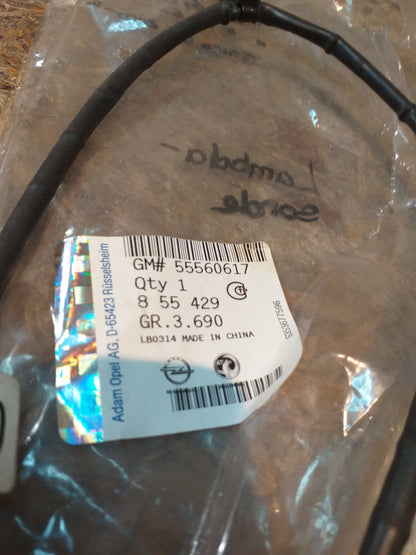 Lambda-
sonde
GM# 55560617
Qty 1
8 55 429
GR.3.690
LB0314 MADE IN CHINA
Adam Opel AG, D-65423 Rüsselsheim